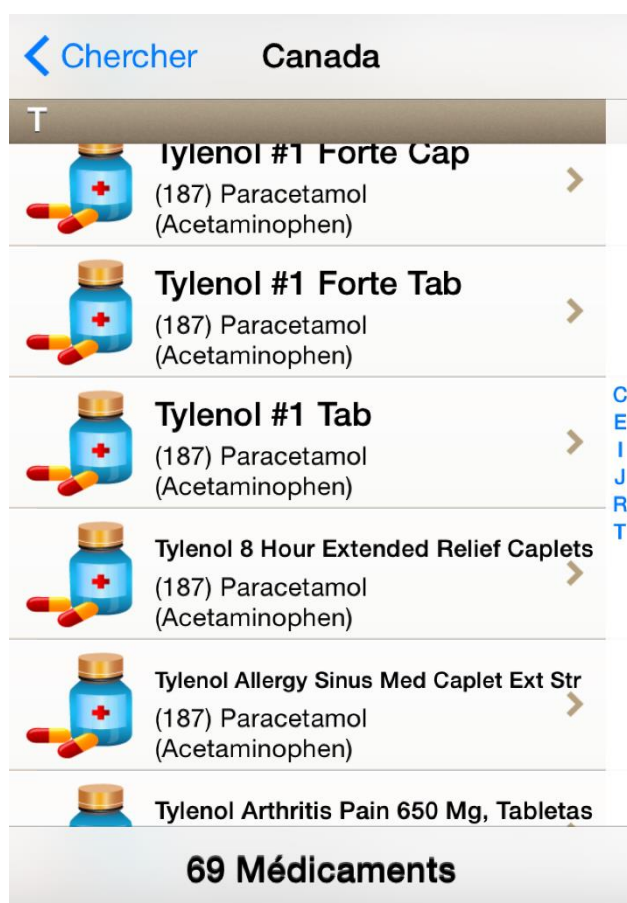 Chercher Canada
T
Tylenol #1 Forte Cap
(187) Paracetamol
(Acetaminophen)
Tylenol #1 Forte Tab
(187) Paracetamol
(Acetaminophen)
Tylenol #1 Tab
(187) Paracetamol
(Acetaminophen)
Tylenol 8 Hour Extended Relief Caplets
(187) Paracetamol
(Acetaminophen)
Tylenol Allergy Sinus Med Caplet Ext Str
(187) Paracetamol
(Acetaminophen)
Tylenol Arthritis Pain 650 Mg, Tabletas
C
E
I
J
R
T
69 Médicaments